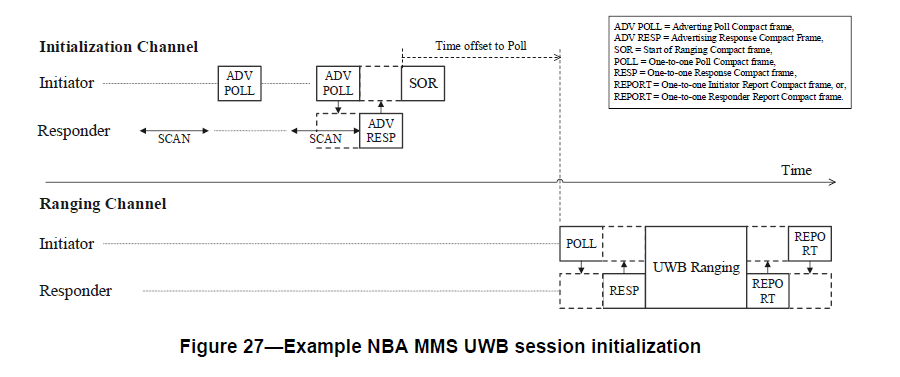 ADV POLL = Adverting Poll Compact frame,
ADV RESP = Advertising Response Compact Frame,
SOR = Start of Ranging Compact frame,
POLL = One-to-one Poll Compact frame,
RESP = One-to-one Response Compact frame,
REPORT = One-to-one Initiator Report Compact frame, or,
REPORT = One-to-one Responder Report Compact frame.
Initialization Channel
Time offset to Poll
Initiator
ADV
POLL
ADV
POLL
SOR
Responder
SCAN
SCAN
ADV
RESP
Time
Ranging Channel
Initiator
POLL
UWB Ranging
REPO
RT
Responder
RESP
REPO
RT
Figure 27—Example NBA MMS UWB session initialization